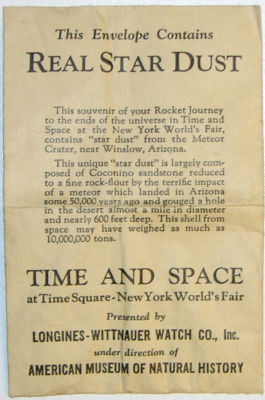 This Envelope Contains
REAL STAR DUST
This souvenir of your Rocket Journey
to the ends of the universe in Time and
Space at the New York World's Fair,
contains "star dust" from the Meteor
Crater, near Winslow, Arizona.
This unique "star dust" is largely com-
posed of Coconino sandstone reduced
to a fine rock-flour by the terrific impact
of a meteor which landed in Arizona
some 50,000 years ago and gouged a hole
in the desert almost a mile in diameter
and nearly 600 feet deep. This shell from
space may have weighed as much as
10,000,000 tons.
TIME AND SPACE
at Time Square - New York World's Fair
Presented by
LONGINES-WITTNAUER WATCH CO., Inc.
under direction of
AMERICAN MUSEUM OF NATURAL HISTORY